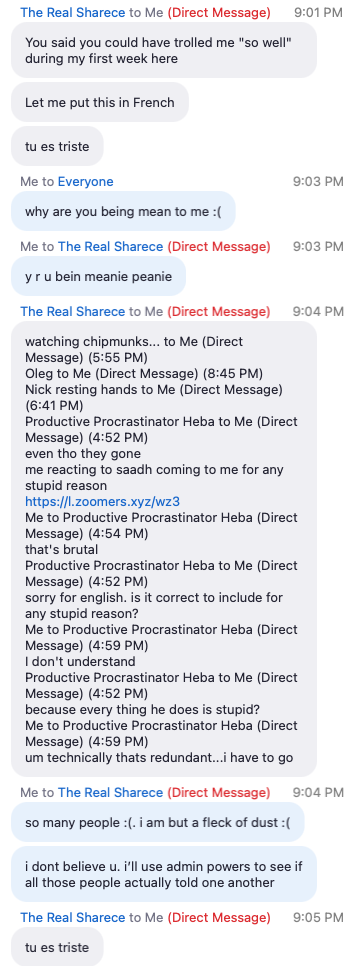 The Real Sharece to Me (Direct Message) 9:01 PM
You said you could have trolled me "so well"
during my first week here
Let me put this in French
tu es triste
Me to Everyone 9:03 PM
why are you being mean to me :(
Me to The Real Sharece (Direct Message) 9:03 PM
y r u bein meanie peanie
The Real Sharece to Me (Direct Message) 9:04 PM
watching chipmunks... to Me (Direct
Message) (5:55 PM)
Oleg to Me (Direct Message) (8:45 PM)
Nick resting hands to Me (Direct Message)
(6:41 PM)
Productive Procrastinator Heba to Me (Direct
Message) (4:52 PM)
even tho they gone
me reacting to saadh coming to me for any
stupid reason
https://l.zoomers.xyz/wz3
Me to Productive Procrastinator Heba (Direct
Message) (4:54 PM)
that's brutal
Productive Procrastinator Heba to Me (Direct
Message) (4:52 PM)
sorry for english. is it correct to include for
any stupid reason?
Me to Productive Procrastinator Heba (Direct
Message) (4:59 PM)
I don't understand
Productive Procrastinator Heba to Me (Direct
Message) (4:52 PM)
because every thing he does is stupid?
Me to Productive Procrastinator Heba (Direct
Message) (4:59 PM)
um technically thats redundant...i have to go
Me to The Real Sharece (Direct Message) 9:04 PM
so many people :(. i am but a fleck of dust :(
i dont believe u. i'll use admin powers to see if
all those people actually told one another
The Real Sharece to Me (Direct Message) 9:05 PM
tu es triste